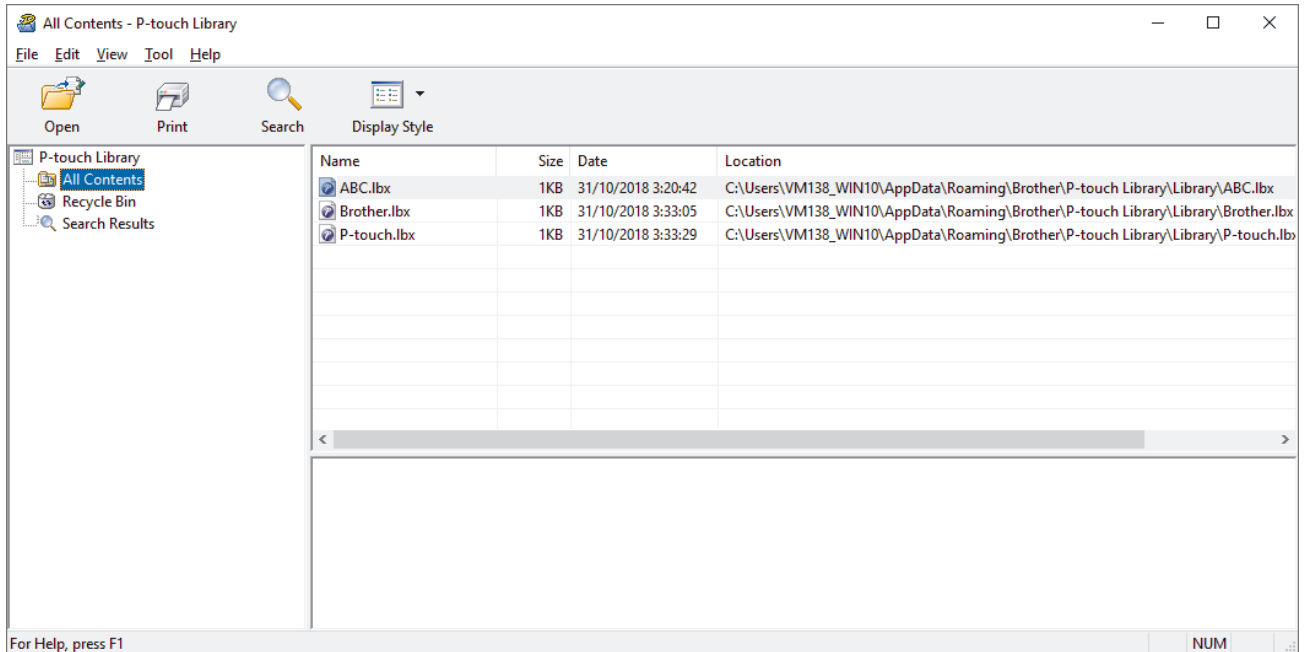 All Contents - P-touch Library
File Edit View Tool Help
Open Print Search Display Style
P-touch Library
All Contents
Recycle Bin
Search Results
Name Size Date Location
ABC.lbx 1KB 31/10/2018 3:20:42 C:\Users\VM138_WIN10\AppData\Roaming\Brother\P-touch Library\Library\ABC.lbx
Brother.lbx 1KB 31/10/2018 3:33:05 C:\Users\VM138_WIN10\AppData\Roaming\Brother\P-touch Library\Library\Brother.lbx
P-touch.lbx 1KB 31/10/2018 3:33:29 C:\Users\VM138_WIN10\AppData\Roaming\Brother\P-touch Library\Library\P-touch.lbx
For Help, press F1 NUM